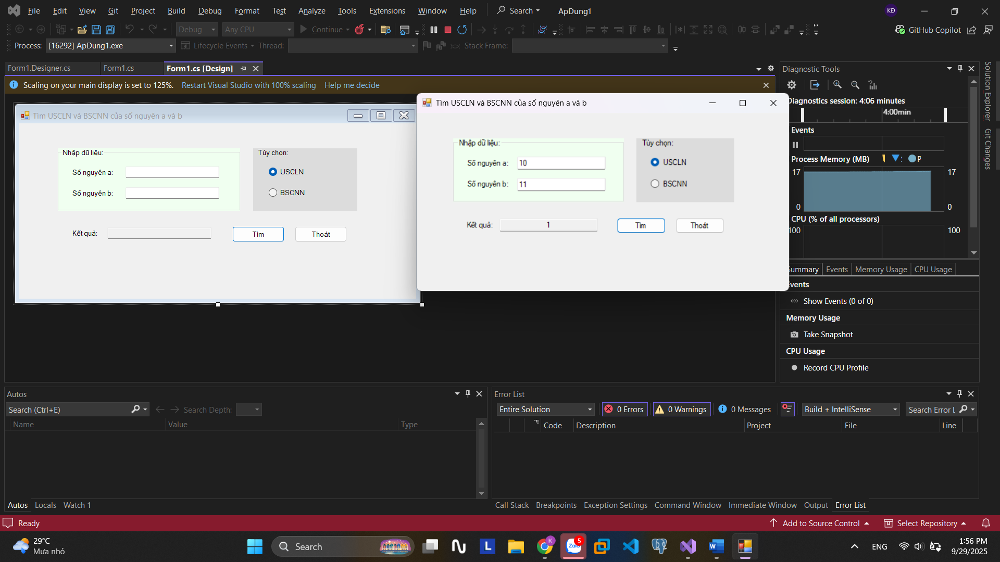 File Edit View Git Project Build Debug Format Test Analyze Tools Extensions Window Help Search ApDung1 KĐ
Debug Any CPU Continue GitHub Copilot
Process: [16292] ApDung1.exe Lifecycle Events Thread: Stack Frame:
Form1.Designer.cs Form1.cs Form1.cs [Design]
Scaling on your main display is set to 125%. Restart Visual Studio with 100% scaling Help me decide
Tìm USCLN và BSCNN của số nguyên a và b
Nhập dữ liệu:
Số nguyên a:
Số nguyên b:
Tùy chọn:
USCLN
BSCNN
Kết quả:
Tìm
Thoát
Tìm USCLN và BSCNN của số nguyên a và b
Nhập dữ liệu:
Số nguyên a: 10
Số nguyên b: 11
Tùy chọn:
USCLN
BSCNN
Kết quả: 1
Tìm
Thoát
Diagnostic Tools
Diagnostics session: 4:06 minutes
4:00min
Events
Process Memory (MB) P
17 17
0 0
CPU (% of all processors)
100 100
Summary Events Memory Usage CPU Usage
Events
Show Events (0 of 0)
Memory Usage
Take Snapshot
CPU Usage
Record CPU Profile
Solution Explorer
Git Changes
Autos
Search (Ctrl+E) Search Depth:
Name Value Type
Autos Locals Watch 1
Error List
Entire Solution 0 Errors 0 Warnings 0 Messages Build + IntelliSense Search Error L
Code Description Project File Line
Call Stack Breakpoints Exception Settings Command Window Immediate Window Output Error List
Ready Add to Source Control Select Repository
29°C
Mưa nhỏ
Search
L
K
Zalo
5
W
ENG
1:56 PM
9/29/2025